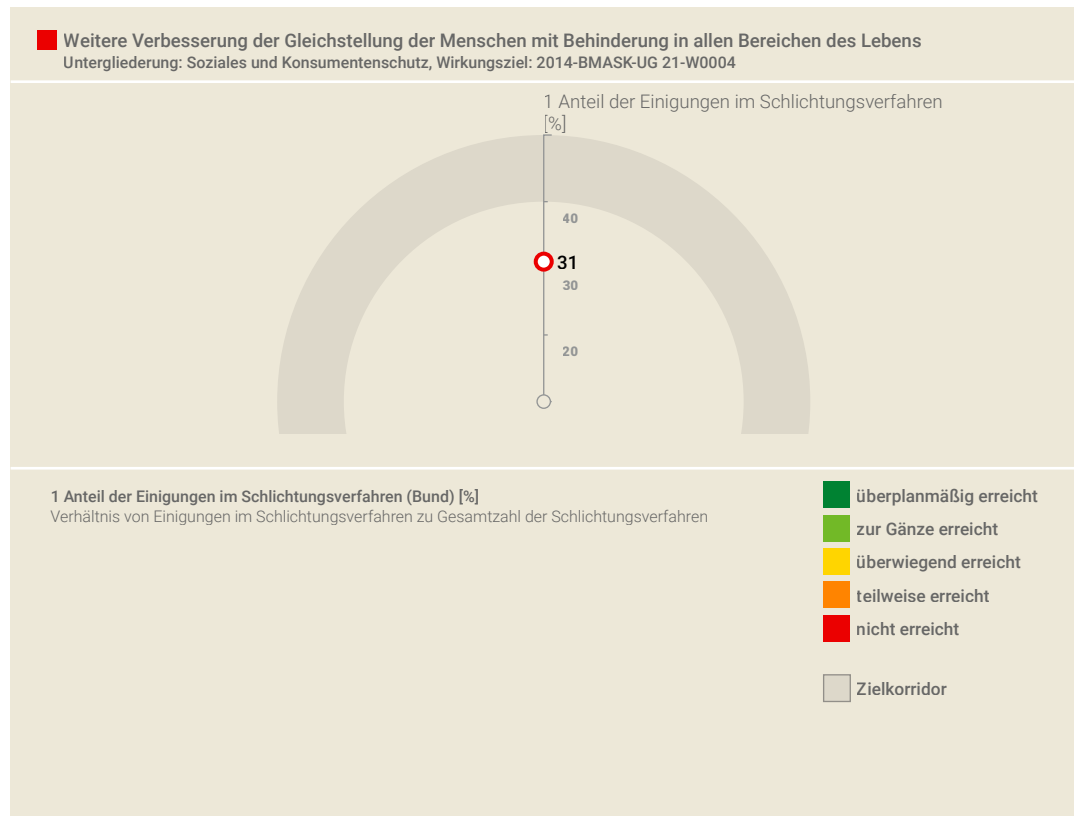 Weitere Verbesserung der Gleichstellung der Menschen mit Behinderung in allen Bereichen des Lebens
Untergliederung: Soziales und Konsumentenschutz, Wirkungsziel: 2014-BMASK-UG 21-W0004
1 Anteil der Einigungen im Schlichtungsverfahren
[%]
40
31
30
20
1 Anteil der Einigungen im Schlichtungsverfahren (Bund) [%]
Verhältnis von Einigungen im Schlichtungsverfahren zu Gesamtzahl der Schlichtungsverfahren
überplanmäßig erreicht
zur Gänze erreicht
überwiegend erreicht
teilweise erreicht
nicht erreicht
Zielkorridor